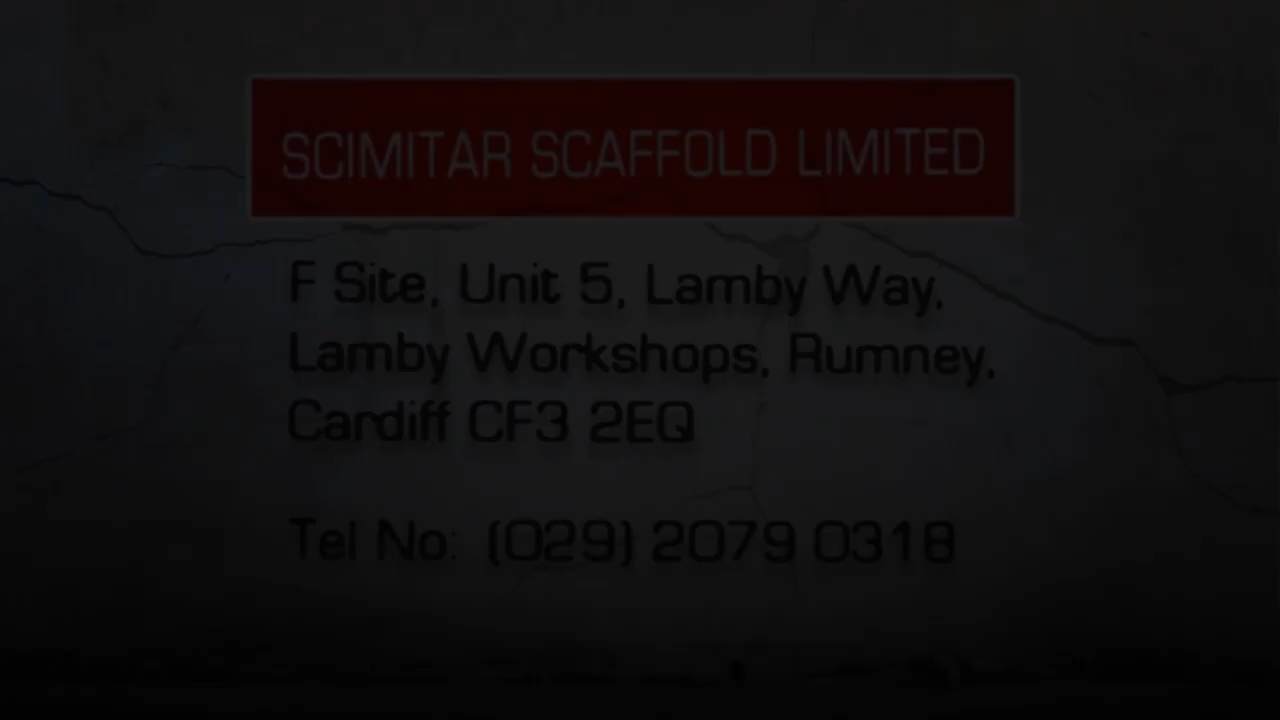 SCIMITAR SCAFFOLD LIMITED
F Site, Unit 5, Lamby Way,
Lamby Workshops, Rumney,
Cardiff CF3 2EQ
Tel No: (029) 2079 0318